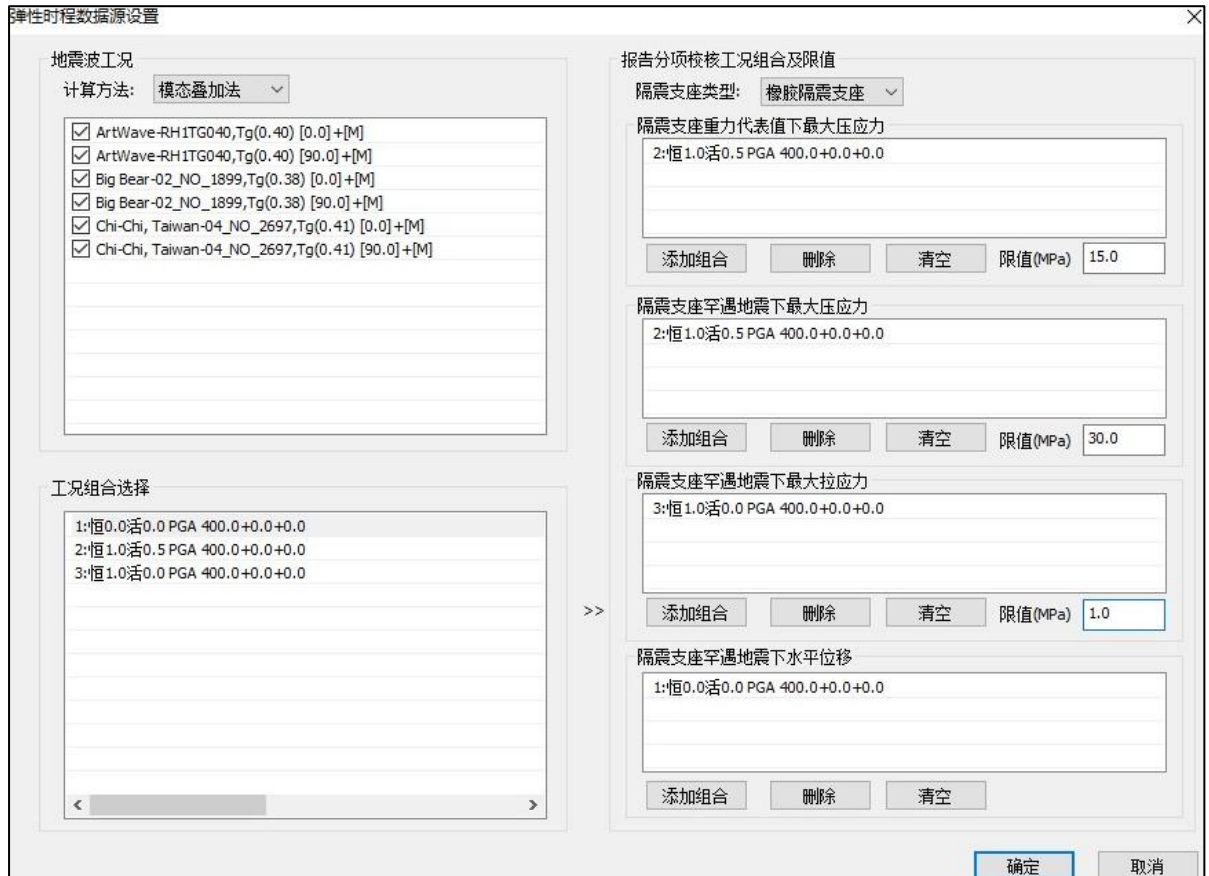 弹性时程数据源设置
地震波工况
计算方法: 模态叠加法
ArtWave-RH1TG040,Tg(0.40) [0.0]+[M]
ArtWave-RH1TG040,Tg(0.40) [90.0]+[M]
Big Bear-02_NO_1899,Tg(0.38) [0.0]+[M]
Big Bear-02_NO_1899,Tg(0.38) [90.0]+[M]
Chi-Chi, Taiwan-04_NO_2697,Tg(0.41) [0.0]+[M]
Chi-Chi, Taiwan-04_NO_2697,Tg(0.41) [90.0]+[M]
工况组合选择
1:恒0.0活0.0 PGA 400.0+0.0+0.0
2:恒1.0活0.5 PGA 400.0+0.0+0.0
3:恒1.0活0.0 PGA 400.0+0.0+0.0
>>
报告分项校核工况组合及限值
隔震支座类型: 橡胶隔震支座
隔震支座重力代表值下最大压应力
2:恒1.0活0.5 PGA 400.0+0.0+0.0
添加组合 删除 清空 限值(MPa) 15.0
隔震支座罕遇地震下最大压应力
2:恒1.0活0.5 PGA 400.0+0.0+0.0
添加组合 删除 清空 限值(MPa) 30.0
隔震支座罕遇地震下最大拉应力
3:恒1.0活0.0 PGA 400.0+0.0+0.0
添加组合 删除 清空 限值(MPa) 1.0
隔震支座罕遇地震下水平位移
1:恒0.0活0.0 PGA 400.0+0.0+0.0
添加组合 删除 清空
确定 取消